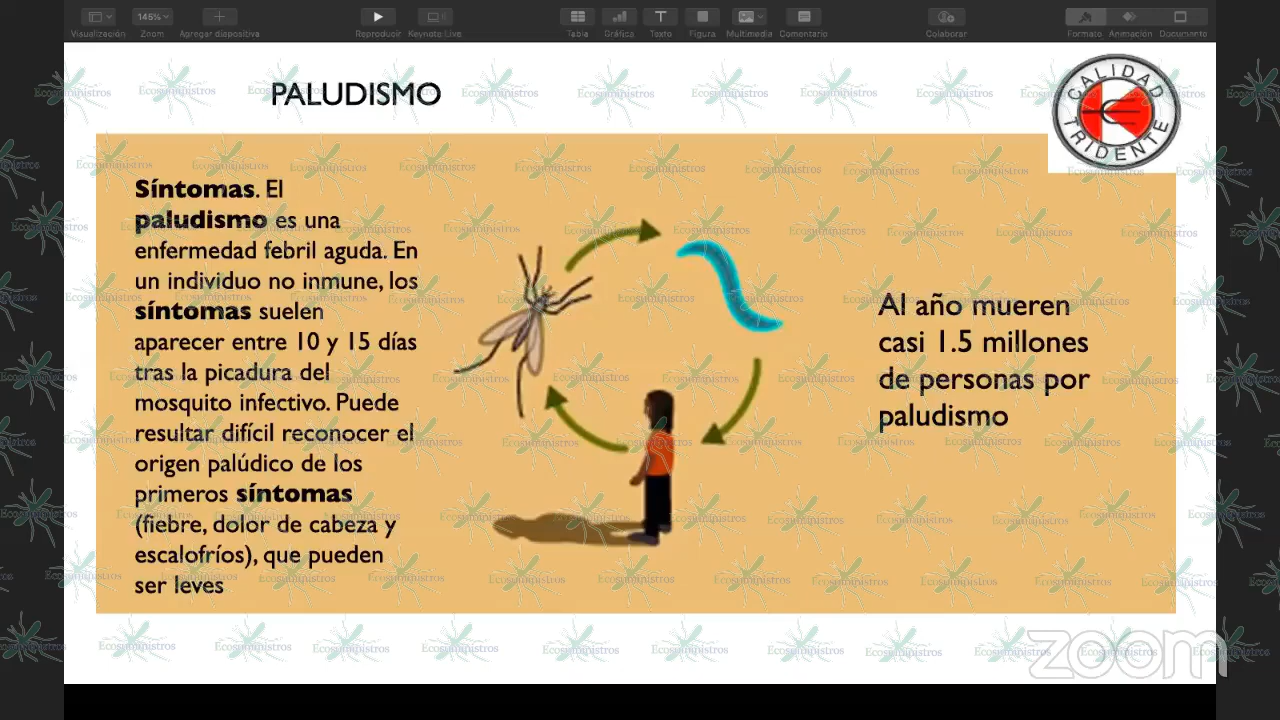 145%
Visualización
Zoom
Agregar diapositiva
Reproducir
Keynote Live
Tabla
Gráfica
Texto
Figura
Multimedia
Comentario
Colaborar
Formato
Animación
Documento
PALUDISMO
CALIDAD
TRIDENTE
Síntomas. El
paludismo es una
enfermedad febril aguda. En
un individuo no inmune, los
síntomas suelen
aparecer entre 10 y 15 días
tras la picadura del
mosquito infectivo. Puede
resultar difícil reconocer el
origen palúdico de los
primeros síntomas
(fiebre, dolor de cabeza y
escalofríos), que pueden
ser leves
Al año mueren
casi 1.5 millones
de personas por
paludismo
Ecosuministros
zoom